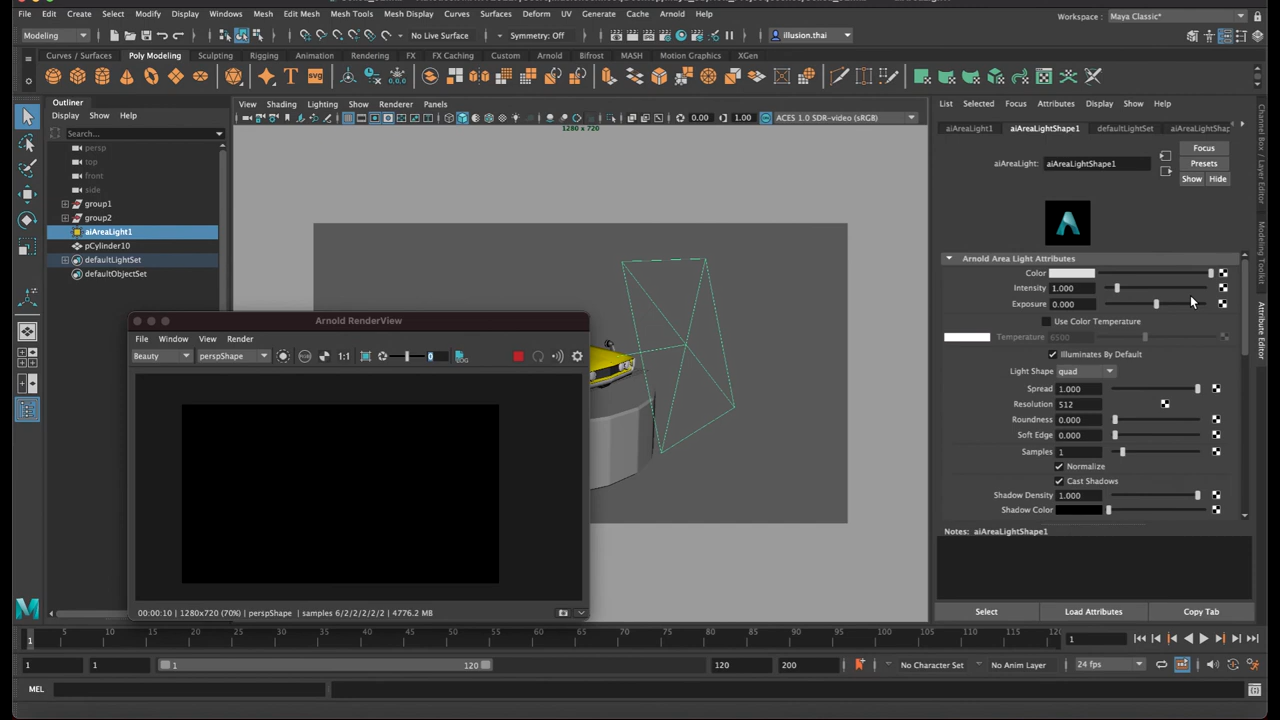 File Edit Create Select Modify Display Windows Mesh Edit Mesh Mesh Tools Mesh Display Curves Surfaces Deform UV Generate Cache Arnold Help
Workspace : Maya Classic*
Modeling
No Live Surface
Symmetry: Off
illusion.thai
Curves / Surfaces Poly Modeling Sculpting Rigging Animation Rendering FX FX Caching Custom Arnold Bifrost MASH Motion Graphics XGen
Outliner
Display Show Help
Search...
persp
top
front
side
group1
group2
aiAreaLight1
pCylinder10
defaultLightSet
defaultObjectSet
View Shading Lighting Show Renderer Panels
0.00 1.00 ACES 1.0 SDR-video (sRGB)
1280 x 720
Arnold RenderView
File Window View Render
Beauty perspShape 1:1 0
00:00:10 | 1280x720 (70%) | perspShape | samples 6/2/2/2/2/2 | 4776.2 MB
List Selected Focus Attributes Display Show Help
aiAreaLight1 aiAreaLightShape1 defaultLightSet aiAreaLightShap
Focus
aiAreaLight: aiAreaLightShape1
Presets
Show Hide
Arnold Area Light Attributes
Color
Intensity 1.000
Exposure 0.000
Use Color Temperature
Temperature 6500
Illuminates By Default
Light Shape quad
Spread 1.000
Resolution 512
Roundness 0.000
Soft Edge 0.000
Samples 1
Normalize
Cast Shadows
Shadow Density 1.000
Shadow Color
Notes: aiAreaLightShape1
Select Load Attributes Copy Tab
Channel Box / Layer Editor
Modeling Toolkit
Attribute Editor
1 5 10 15 20 25 30 35 40 45 50 55 60 65 70 75 80 85 90 95 100 105 110 115 120 1
1 1 1 120 120 200 No Character Set No Anim Layer 24 fps
MEL